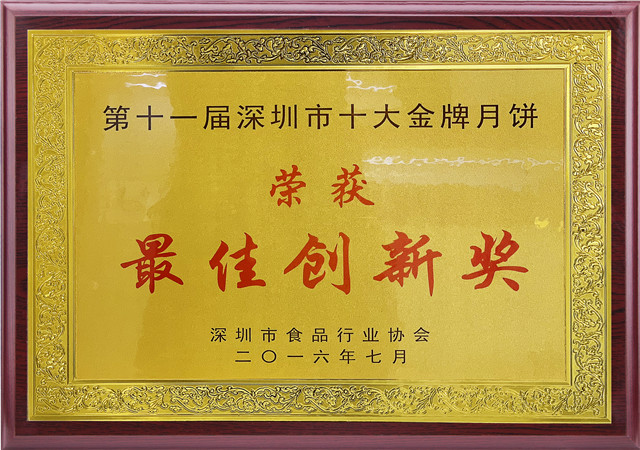 第十一届深圳市十大金牌月饼
荣获
最佳创新奖
深圳市食品行业协会
二〇一六年七月